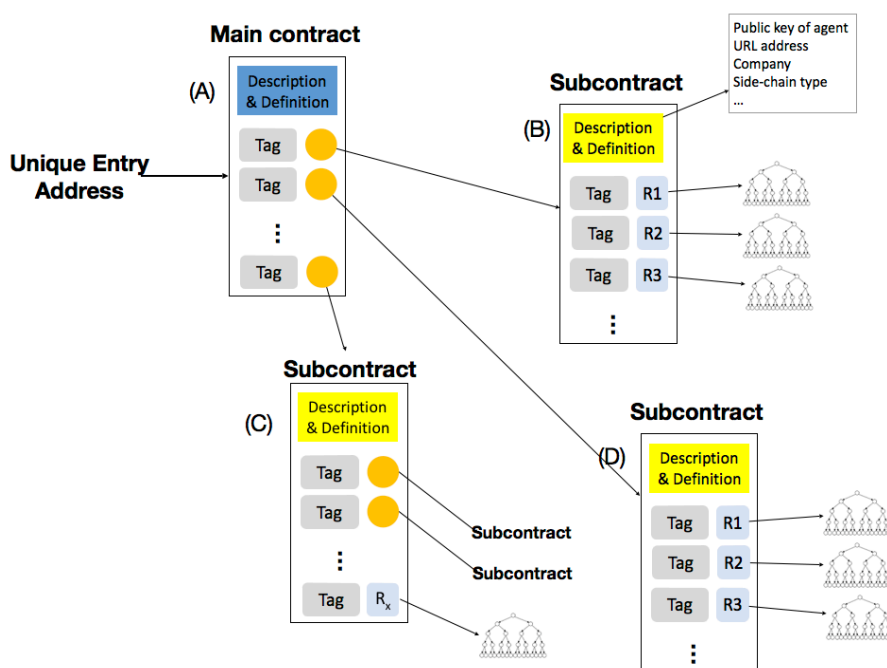 Main contract
(A)
Description
& Definition
Tag
Tag
⋮
Tag
Unique Entry
Address
Subcontract
(B)
Description
& Definition
Tag R1
Tag R2
Tag R3
⋮
Public key of agent
URL address
Company
Side-chain type
...
Subcontract
(C)
Description
& Definition
Tag
Tag
⋮
Tag Rx
Subcontract
Subcontract
Subcontract
(D)
Description
& Definition
Tag R1
Tag R2
Tag R3
⋮